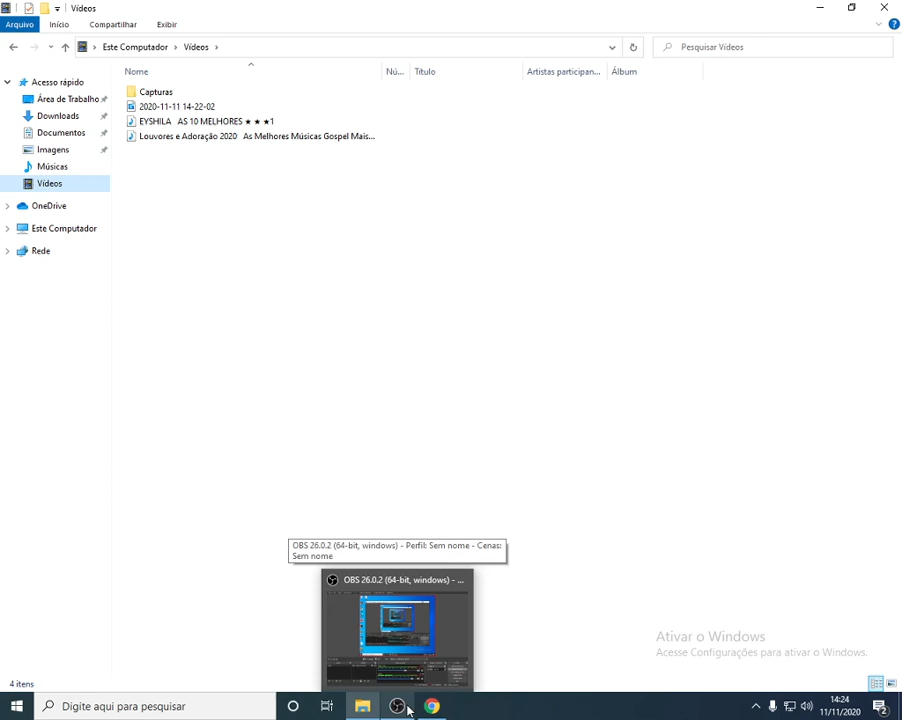 Vídeos
Arquivo Início Compartilhar Exibir
Este Computador Vídeos Pesquisar Vídeos
Nome Nú... Título Artistas participan... Álbum
Acesso rápido
Área de Trabalho
Downloads
Documentos
Imagens
Músicas
Vídeos
OneDrive
Este Computador
Rede
Capturas
2020-11-11 14-22-02
EYSHILA AS 10 MELHORES ★ ★ ★1
Louvores e Adoração 2020 As Melhores Músicas Gospel Mais...
OBS 26.0.2 (64-bit, windows) - Perfil: Sem nome - Cenas:
Sem nome
OBS 26.0.2 (64-bit, windows) - ...
Ativar o Windows
Acesse Configurações para ativar o Windows.
4 itens
Digite aqui para pesquisar
14:24
11/11/2020
2